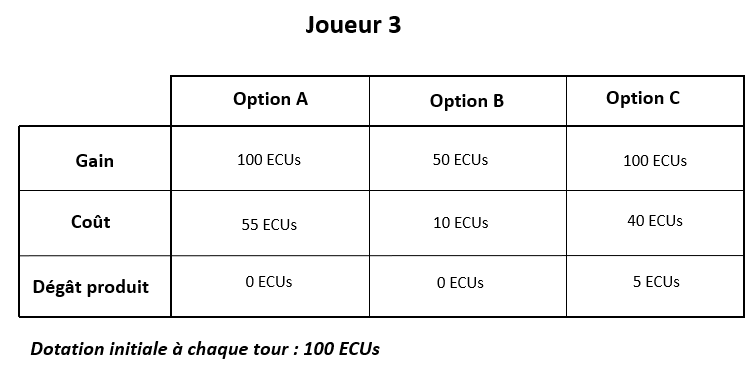 Joueur 3
Option A Option B Option C
Gain 100 ECUs 50 ECUs 100 ECUs
Coût 55 ECUs 10 ECUs 40 ECUs
Dégât produit 0 ECUs 0 ECUs 5 ECUs
Dotation initiale à chaque tour : 100 ECUs